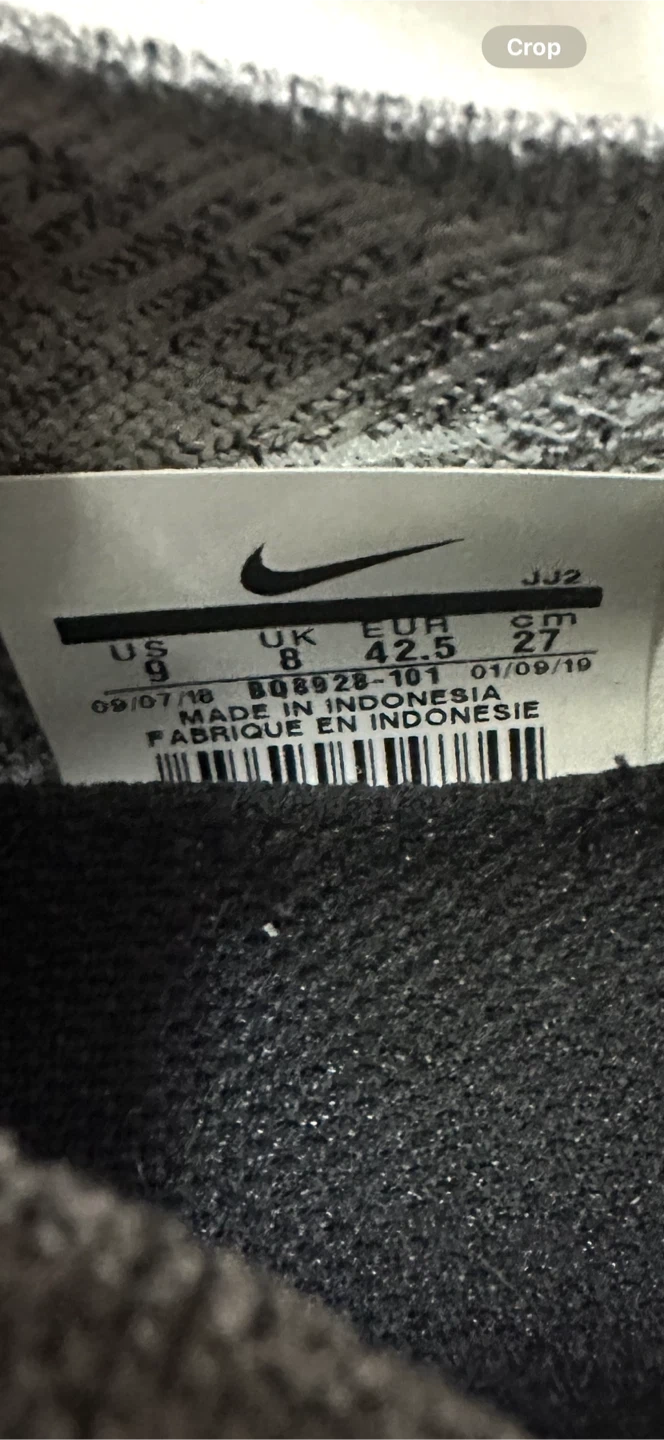 Crop
JJ2
US UK EUR cm
9 8 42.5 27
09/07/18 BQ8928-101 01/09/19
MADE IN INDONESIA
FABRIQUE EN INDONESIE